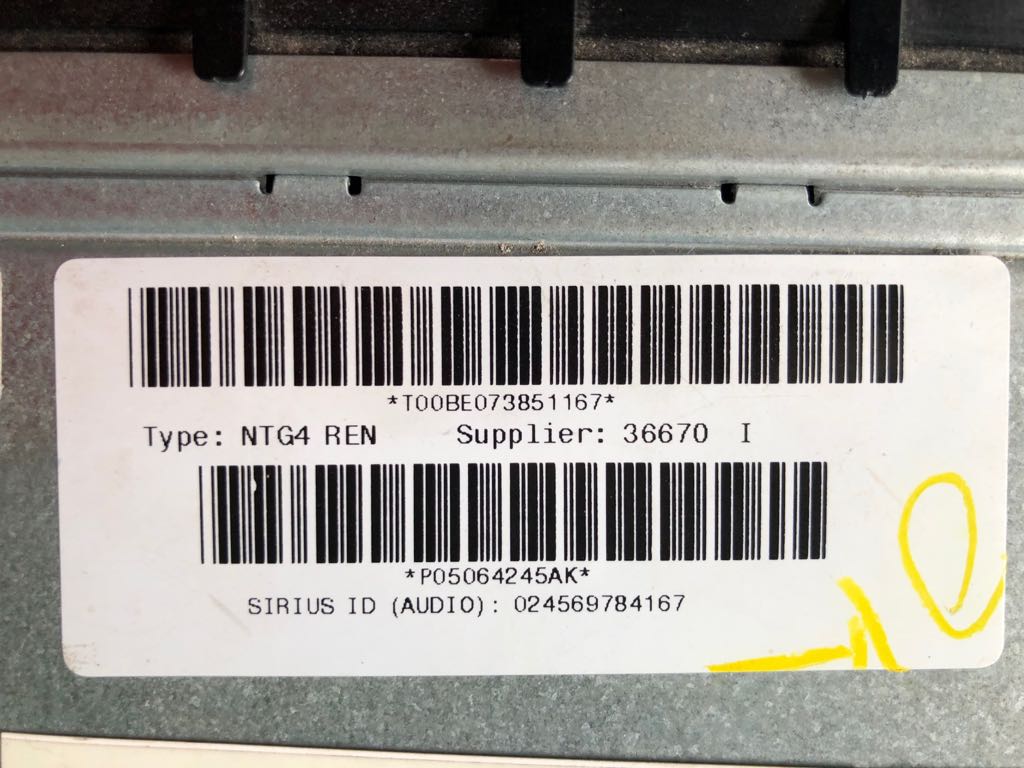 *T00BE073851167*
Type: NTG4 REN Supplier: 36670 I
*P05064245AK*
SIRIUS ID (AUDIO): 024569784167